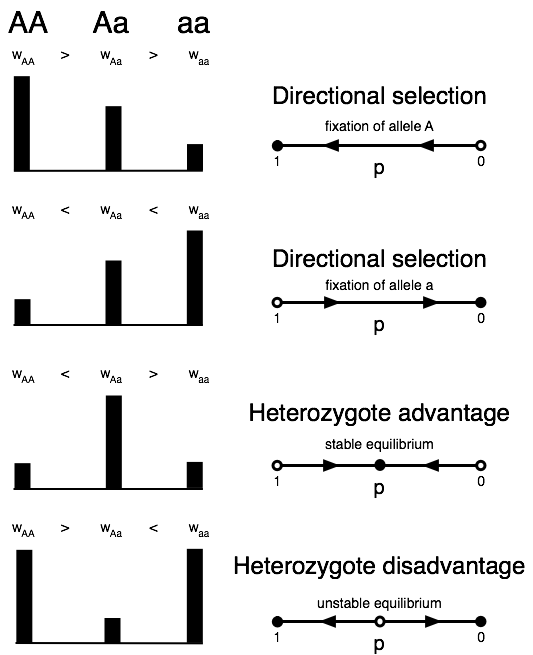 AA Aa aa
wAA > wAa > waa
Directional selection
fixation of allele A
1 0
p
wAA < wAa < waa
Directional selection
fixation of allele a
1 0
p
wAA < wAa > waa
Heterozygote advantage
stable equilibrium
1 0
p
wAA > wAa < waa
Heterozygote disadvantage
unstable equilibrium
1 0
p